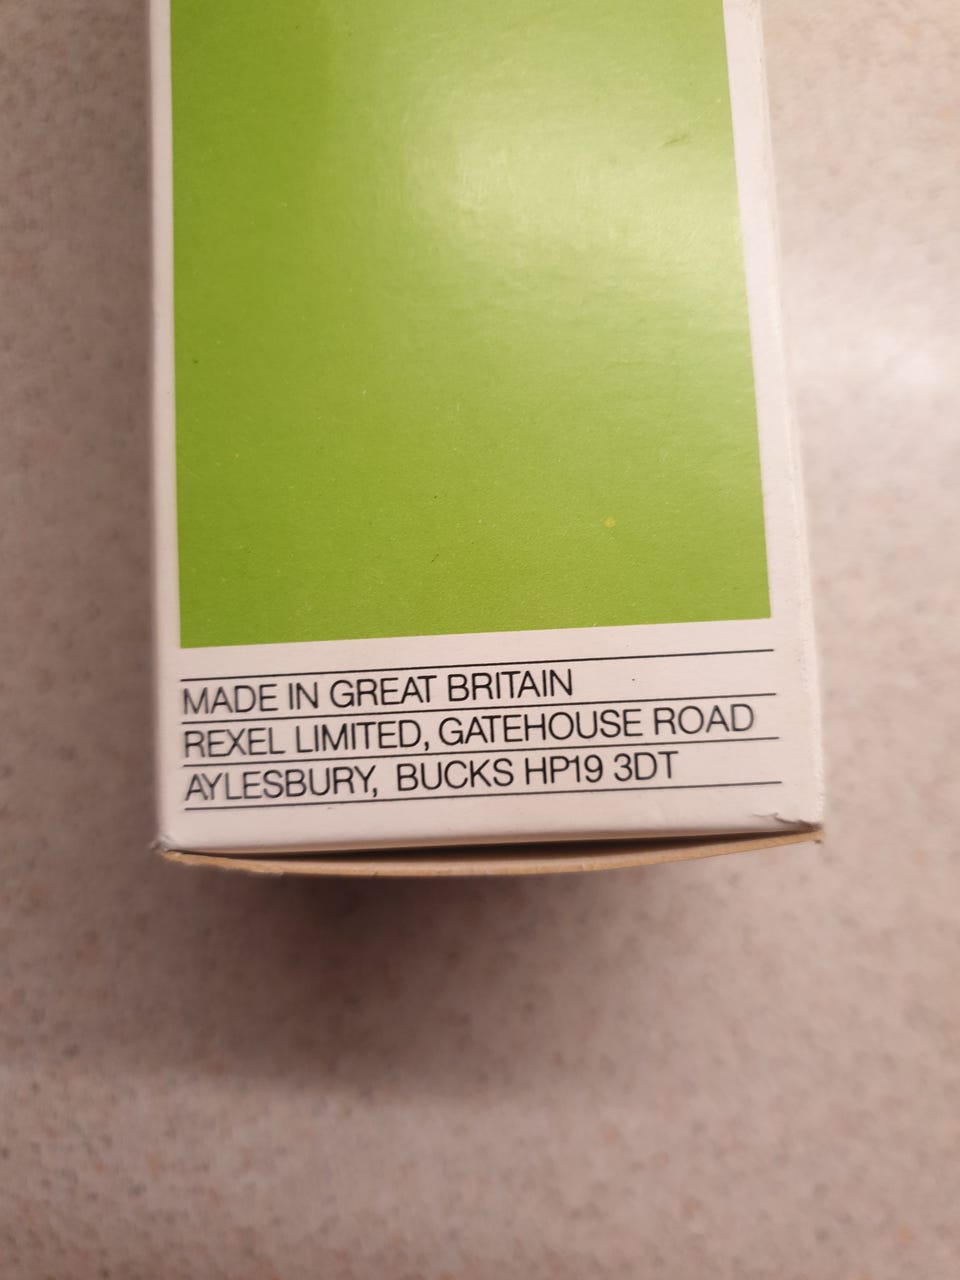 MADE IN GREAT BRITAIN
REXEL LIMITED, GATEHOUSE ROAD
AYLESBURY, BUCKS HP19 3DT